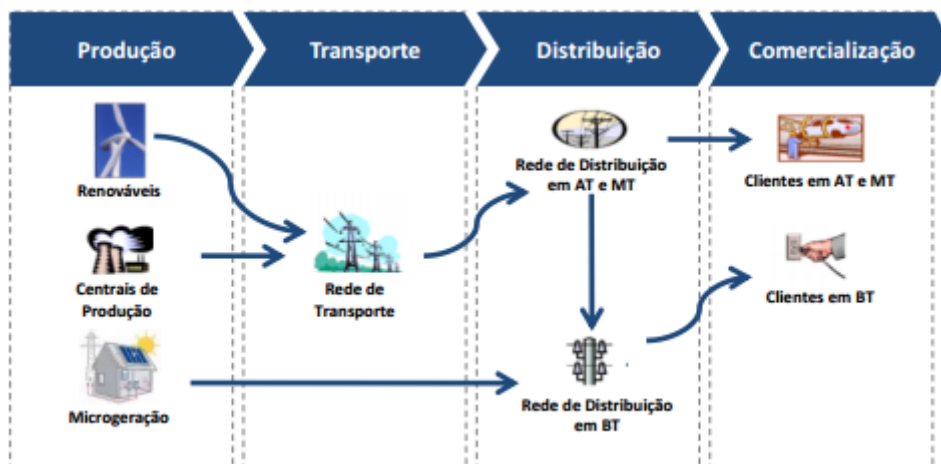 Produção
Transporte
Distribuição
Comercialização
Renováveis
Centrais de
Produção
Microgeração
Rede de
Transporte
Rede de Distribuição
em AT e MT
Rede de Distribuição
em BT
Clientes em AT e MT
Clientes em BT